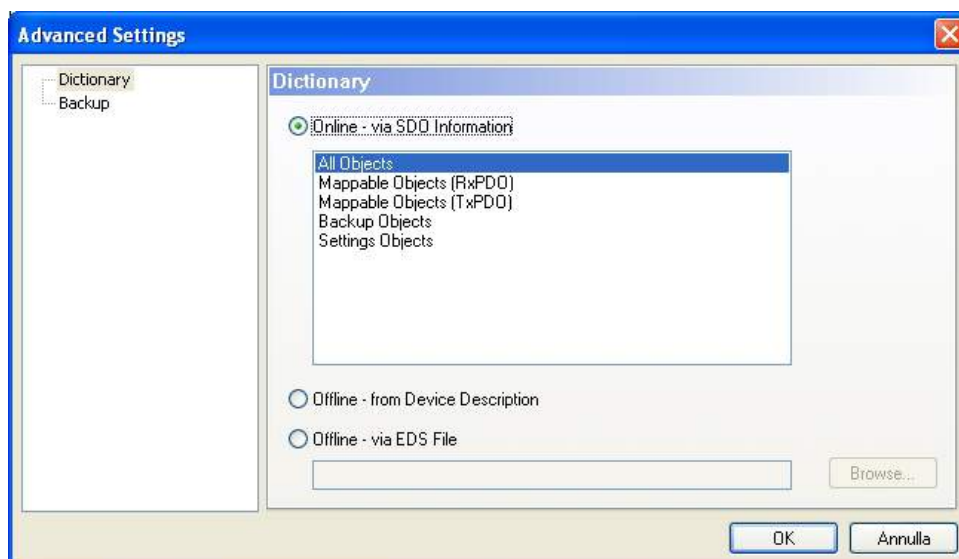 Advanced Settings
Dictionary
Backup
Dictionary
Online - via SDO Information
All Objects
Mappable Objects (RxPDO)
Mappable Objects (TxPDO)
Backup Objects
Settings Objects
Offline - from Device Description
Offline - via EDS File
Browse...
OK
Annulla